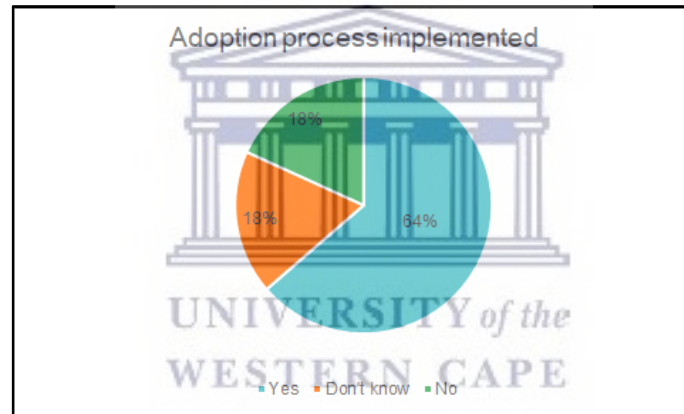 Adoption process implemented
18%
18%
64%
UNIVERSITY of the
WESTERN CAPE
Yes Don't know No